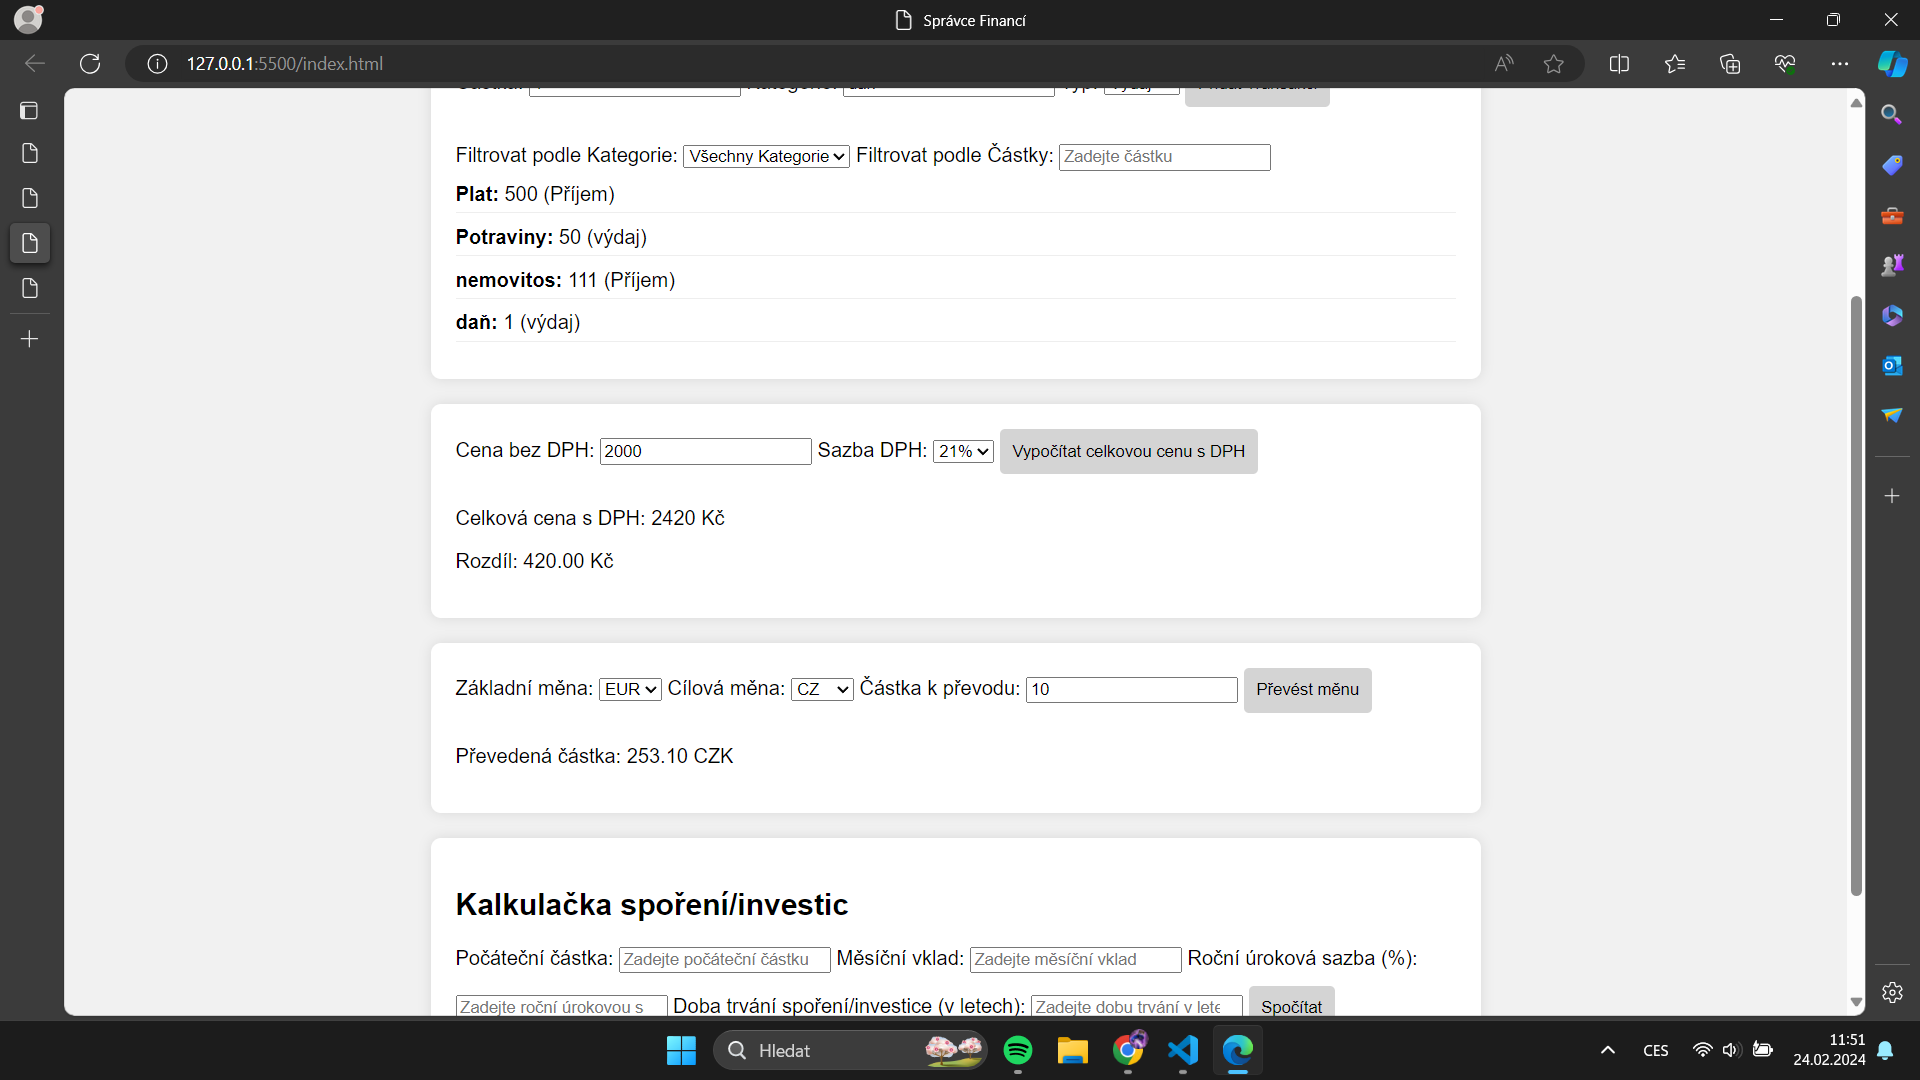 Správce Financí
127.0.0.1:5500/index.html
Filtrovat podle Kategorie: Všechny Kategorie Filtrovat podle Částky: Zadejte částku
Plat: 500 (Příjem)
Potraviny: 50 (výdaj)
nemovitos: 111 (Příjem)
daň: 1 (výdaj)
Cena bez DPH: 2000 Sazba DPH: 21% Vypočítat celkovou cenu s DPH
Celková cena s DPH: 2420 Kč
Rozdíl: 420.00 Kč
Základní měna: EUR Cílová měna: CZ Částka k převodu: 10 Převést měnu
Převedená částka: 253.10 CZK
Kalkulačka spoření/investic
Počáteční částka: Zadejte počáteční částku Měsíční vklad: Zadejte měsíční vklad Roční úroková sazba (%):
Zadejte roční úrokovou s Doba trvání spoření/investice (v letech): Zadejte dobu trvání v lete Spočítat
Hledat
CES
11:51
24.02.2024